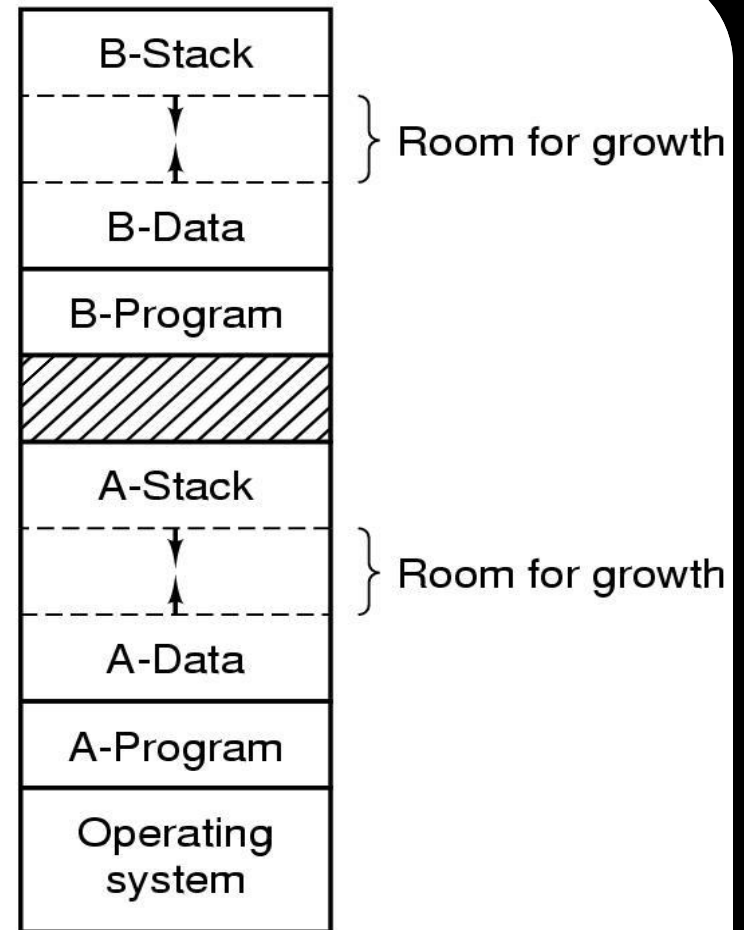 B-Stack
Room for growth
B-Data
B-Program
A-Stack
Room for growth
A-Data
A-Program
Operating
system